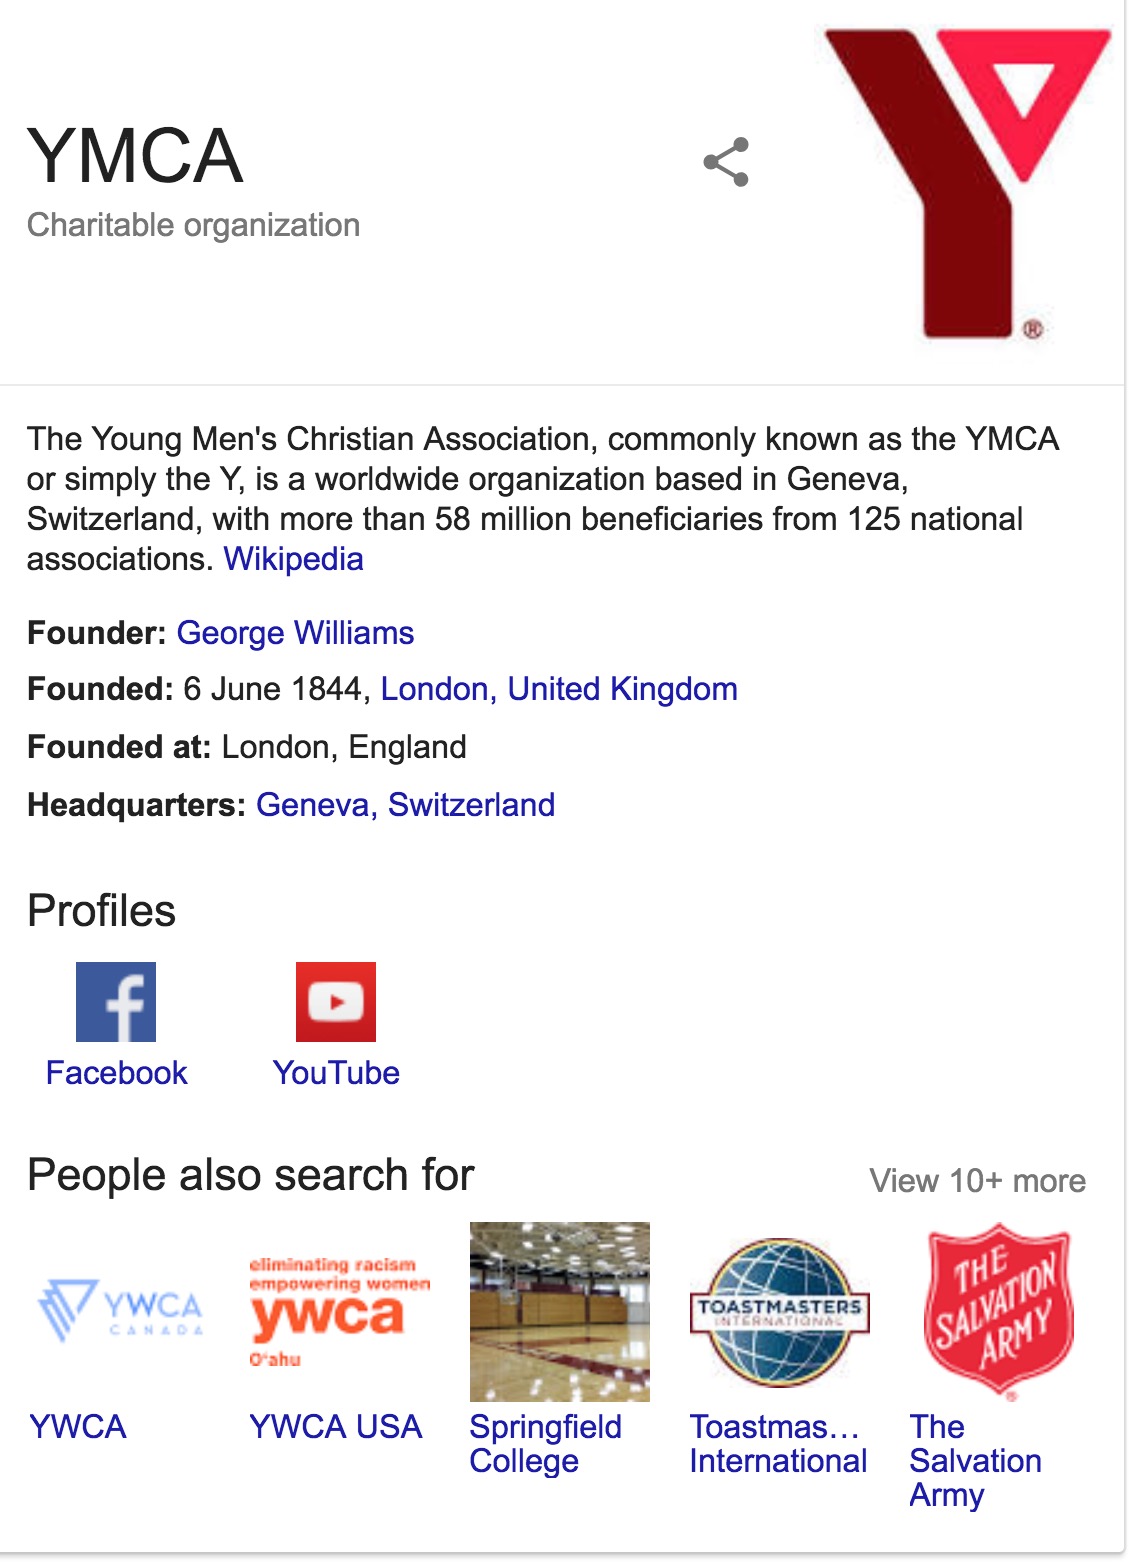 YMCA
Charitable organization
Y
®
The Young Men's Christian Association, commonly known as the YMCA
or simply the Y, is a worldwide organization based in Geneva,
Switzerland, with more than 58 million beneficiaries from 125 national
associations. Wikipedia
Founder: George Williams
Founded: 6 June 1844, London, United Kingdom
Founded at: London, England
Headquarters: Geneva, Switzerland
Profiles
f
Facebook
YouTube
People also search for
View 10+ more
YWCA
CANADA
eliminating racism
empowering women
ywca
O‘ahu
TOASTMASTERS
INTERNATIONAL
THE
SALVATION
ARMY
®
YWCA
YWCA USA
Springfield
College
Toastmas...
International
The
Salvation
Army